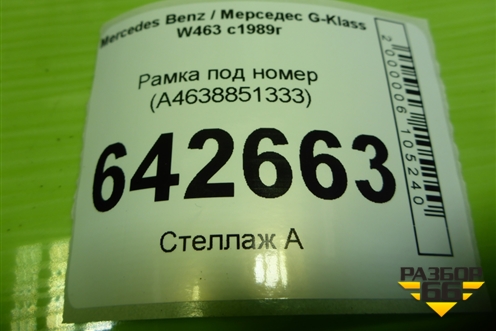 Mercedes Benz / Мерседес G-Klass
W463 с1989г
Рамка под номер
(A4638851333)
642663
Стеллаж А
2000006105240
РАЗБОР
66